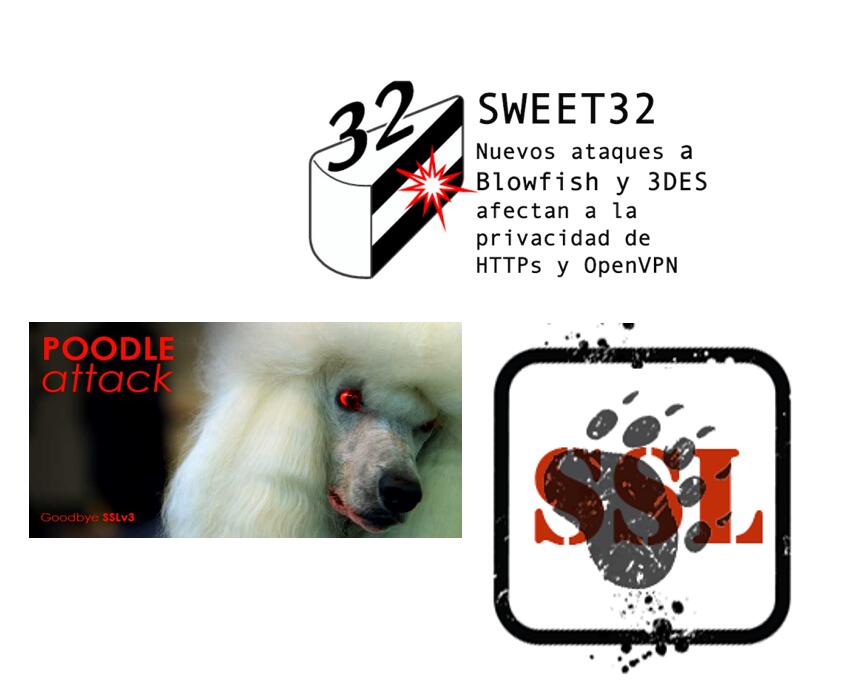 32
SWEET32
Nuevos ataques a
Blowfish y 3DES
afectan a la
privacidad de
HTTPs y OpenVPN
POODLE
attack
Goodbye SSLv3
SSL